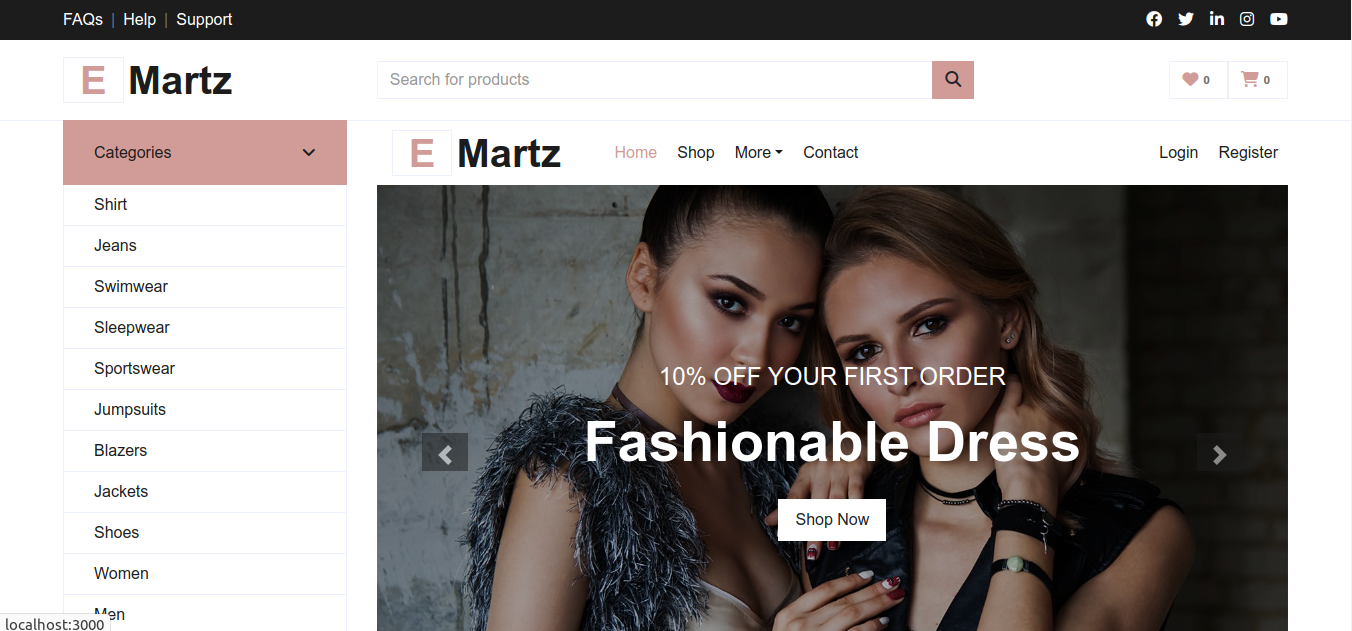 FAQs | Help | Support
E Martz
Search for products
0
0
Categories
E Martz
Home
Shop
More
Contact
Login
Register
Shirt
Jeans
Swimwear
Sleepwear
Sportswear
Jumpsuits
Blazers
Jackets
Shoes
Women
Men
10% OFF YOUR FIRST ORDER
Fashionable Dress
Shop Now
localhost:3000